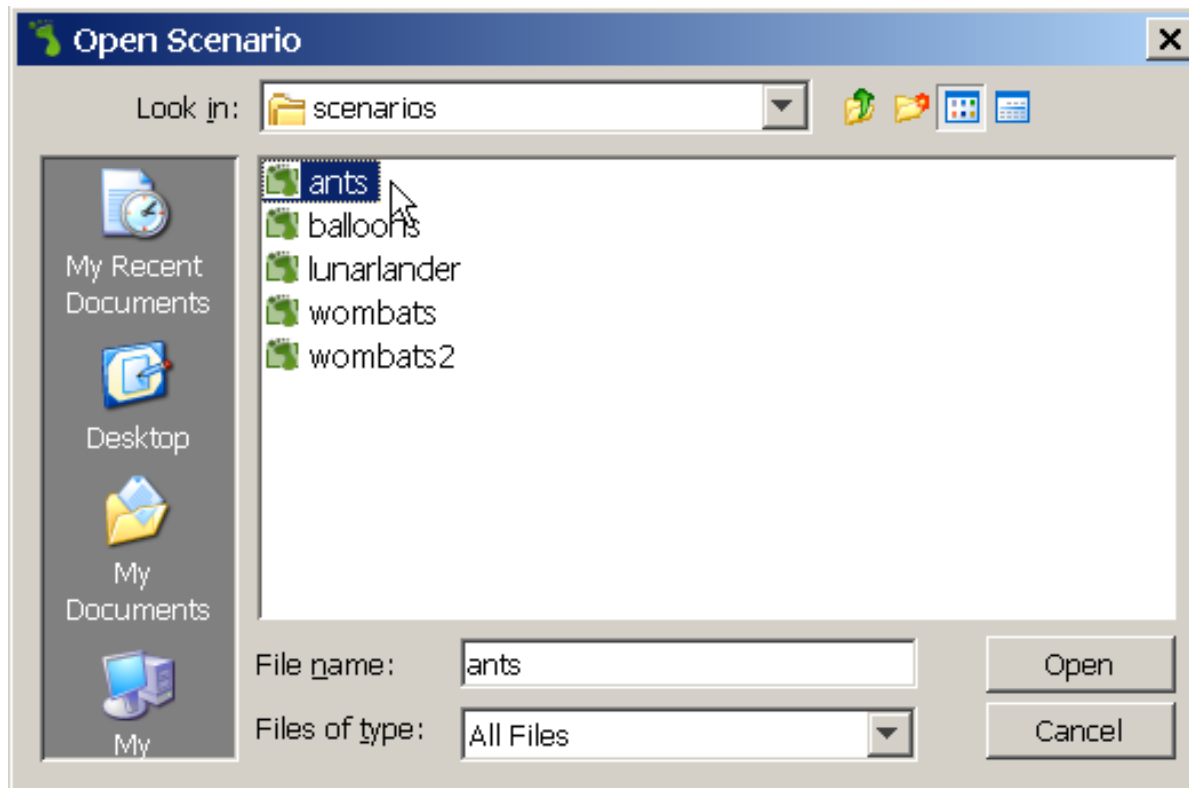 Open Scenario
Look in:
scenarios
My Recent
Documents
Desktop
My
Documents
My
ants
balloons
lunarlander
wombats
wombats2
File name:
ants
Open
Files of type:
All Files
Cancel